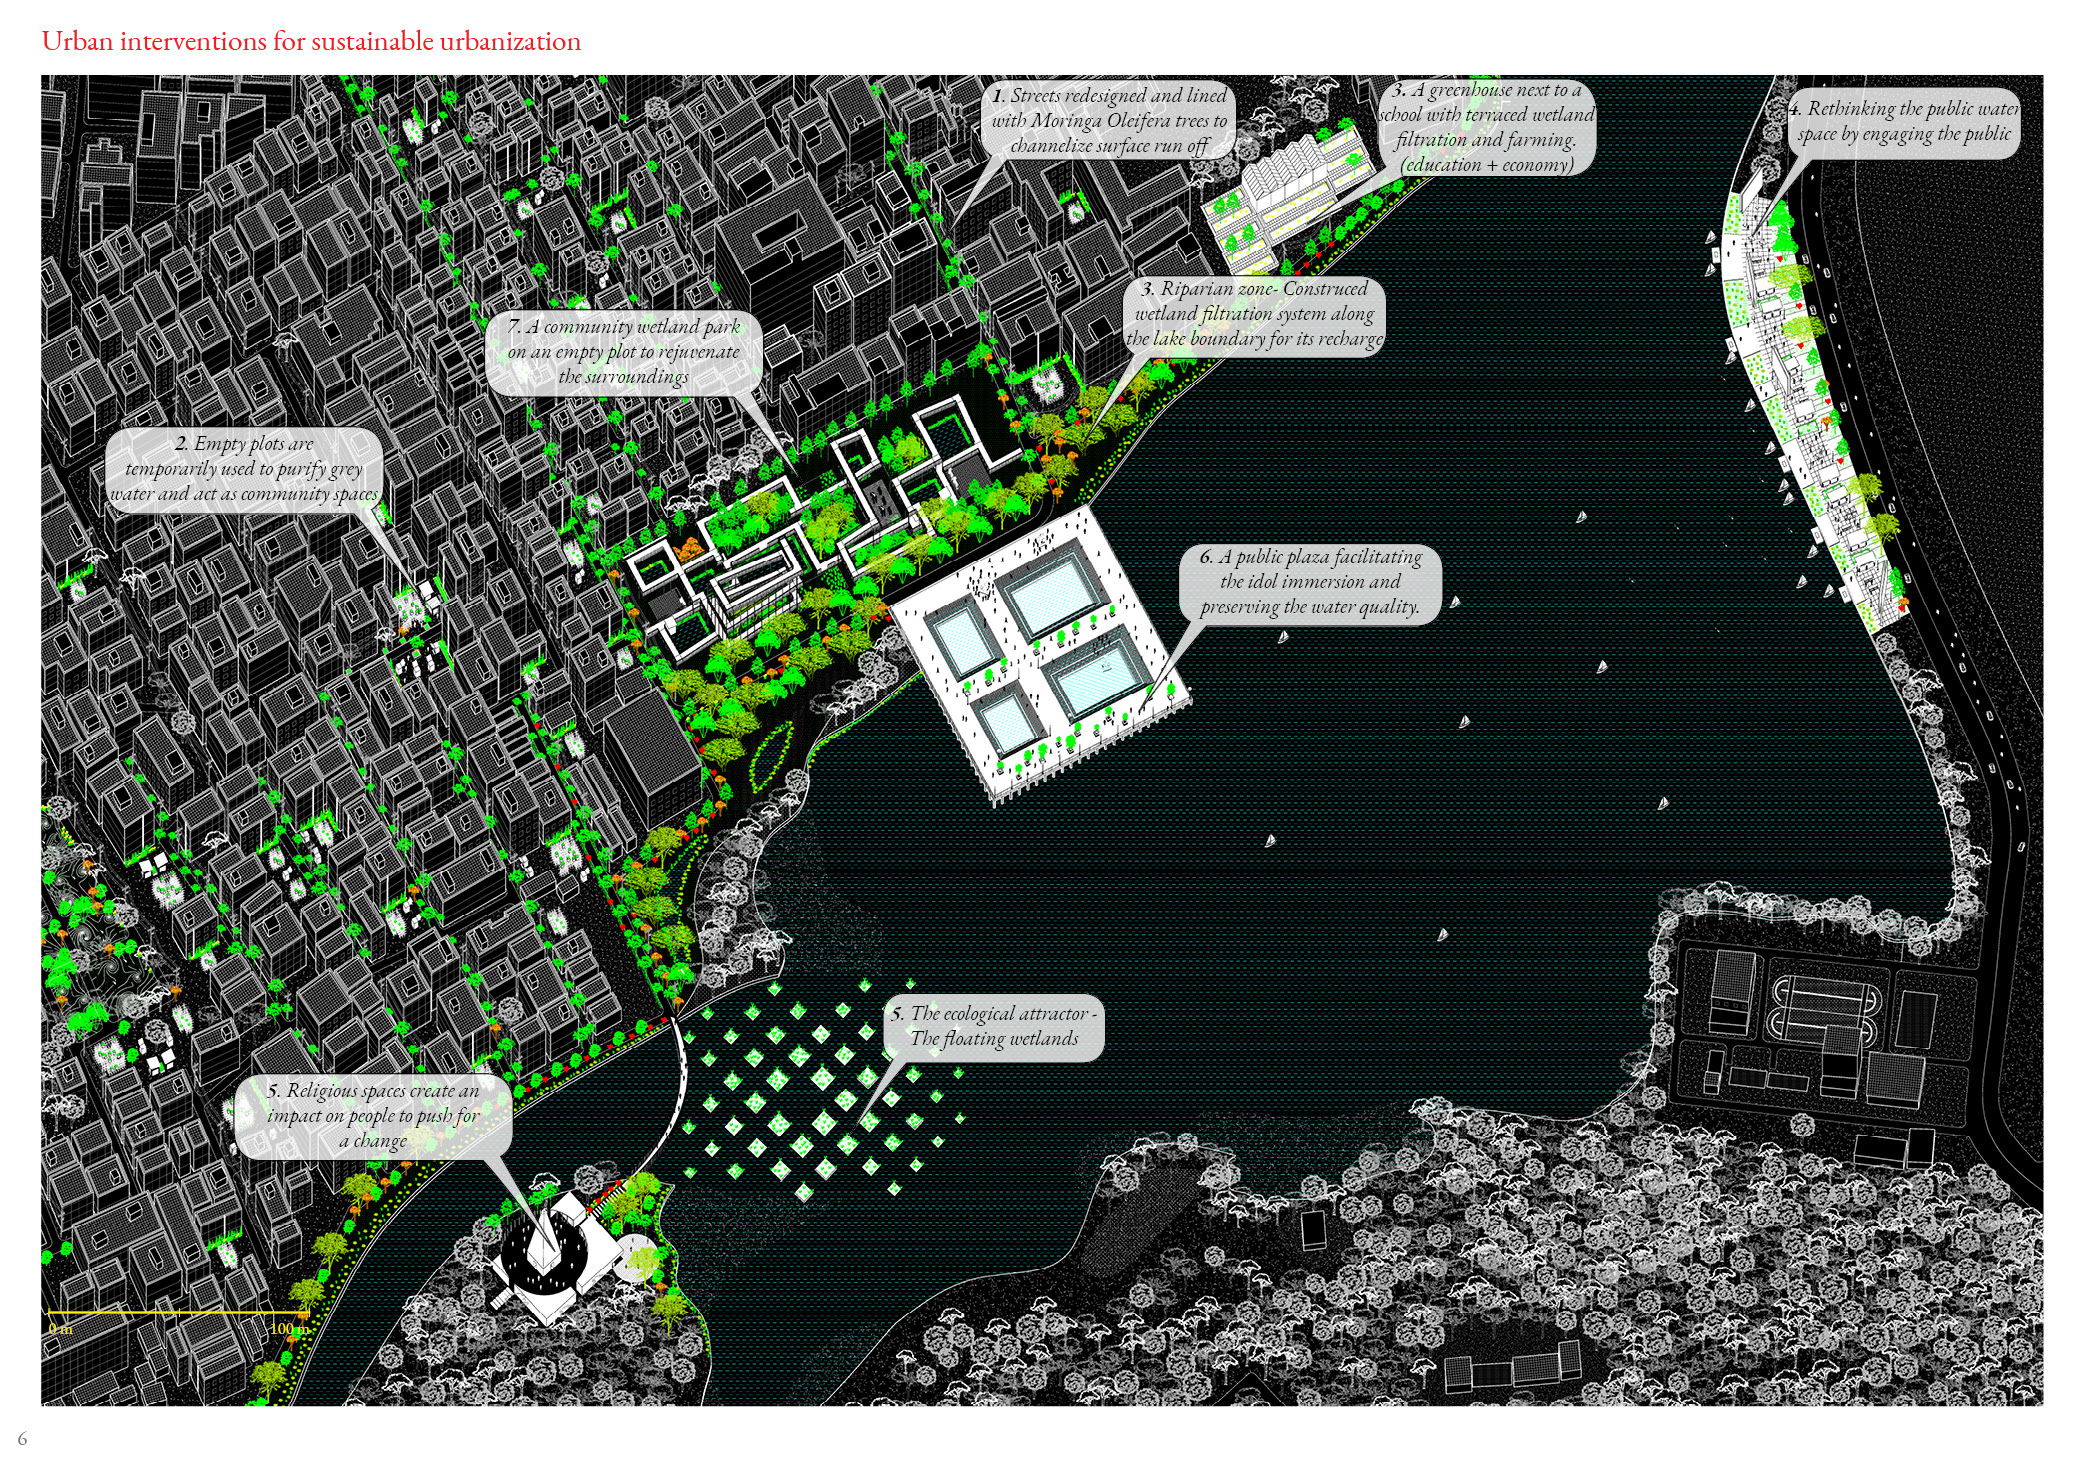 Urban interventions for sustainable urbanization
1. Streets redesigned and lined
with Moringa Oleifera trees to
channelize surface run off
3. A greenhouse next to a
school with terraced wetland
filtration and farming.
(education + economy)
4. Rethinking the public water
space by engaging the public
3. Riparian zone- Construced
wetland filtration system along
the lake boundary for its recharge
7. A community wetland park
on an empty plot to rejuvenate
the surroundings
2. Empty plots are
temporarily used to purify grey
water and act as community spaces
6. A public plaza facilitating
the idol immersion and
preserving the water quality.
5. The ecological attractor -
The floating wetlands
5. Religious spaces create an
impact on people to push for
a change
0 m
100 m
6